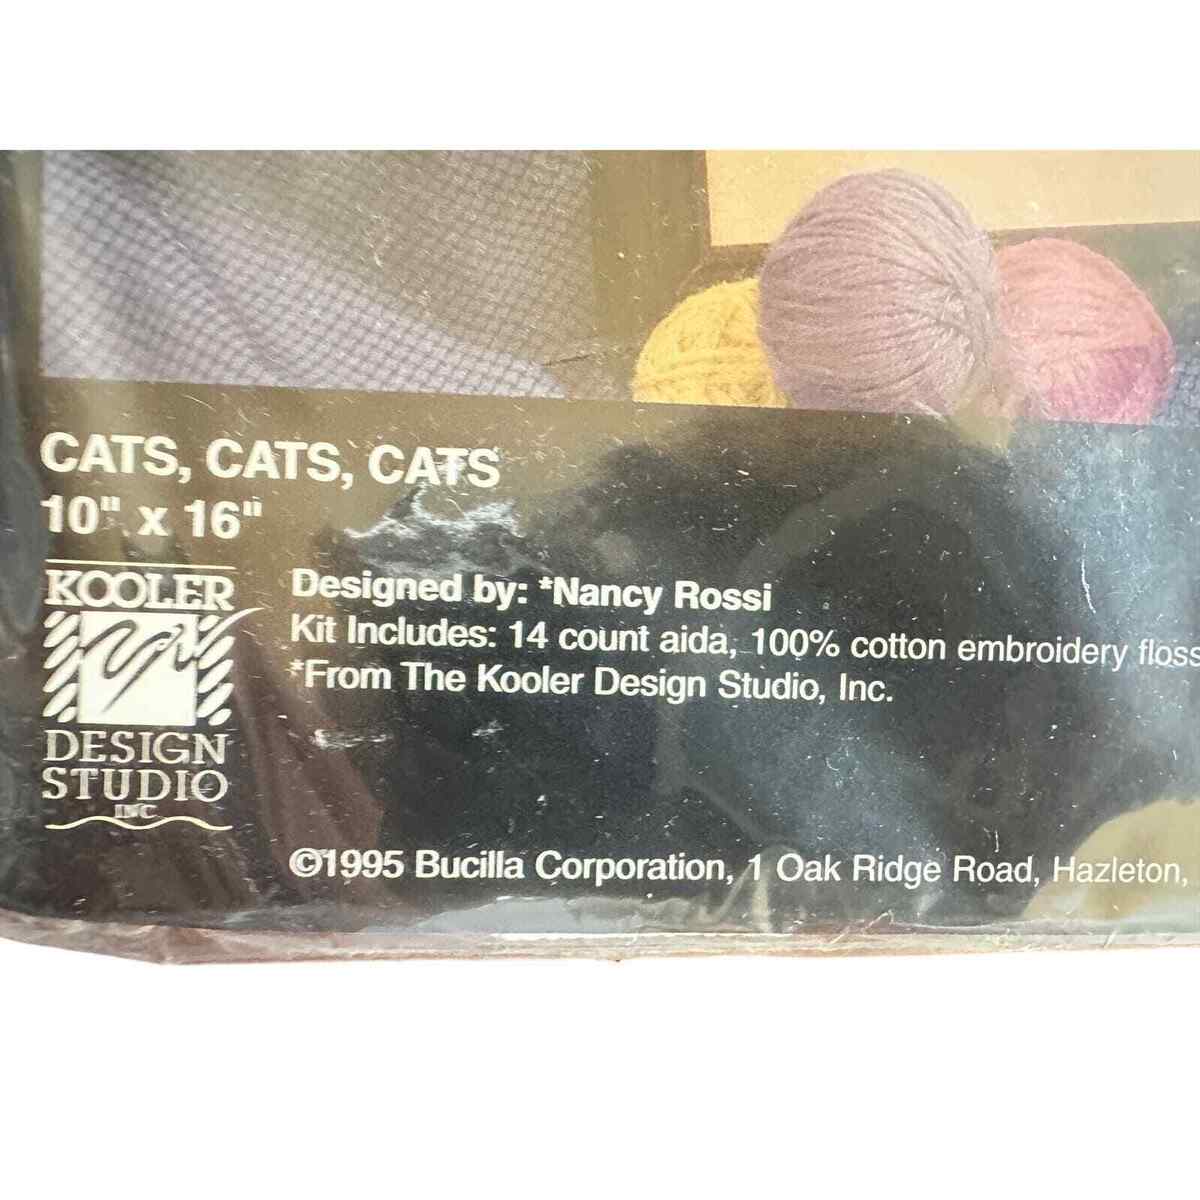 CATS, CATS, CATS
10" x 16"
KOOLER
DESIGN
STUDIO
INC
Designed by: *Nancy Rossi
Kit Includes: 14 count aida, 100% cotton embroidery floss
*From The Kooler Design Studio, Inc.
©1995 Bucilla Corporation, 1 Oak Ridge Road, Hazleton,